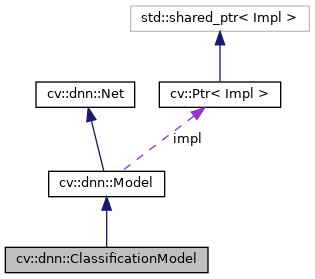 std::shared_ptr< Impl >
cv::dnn::Net
cv::Ptr< Impl >
impl
cv::dnn::Model
cv::dnn::ClassificationModel